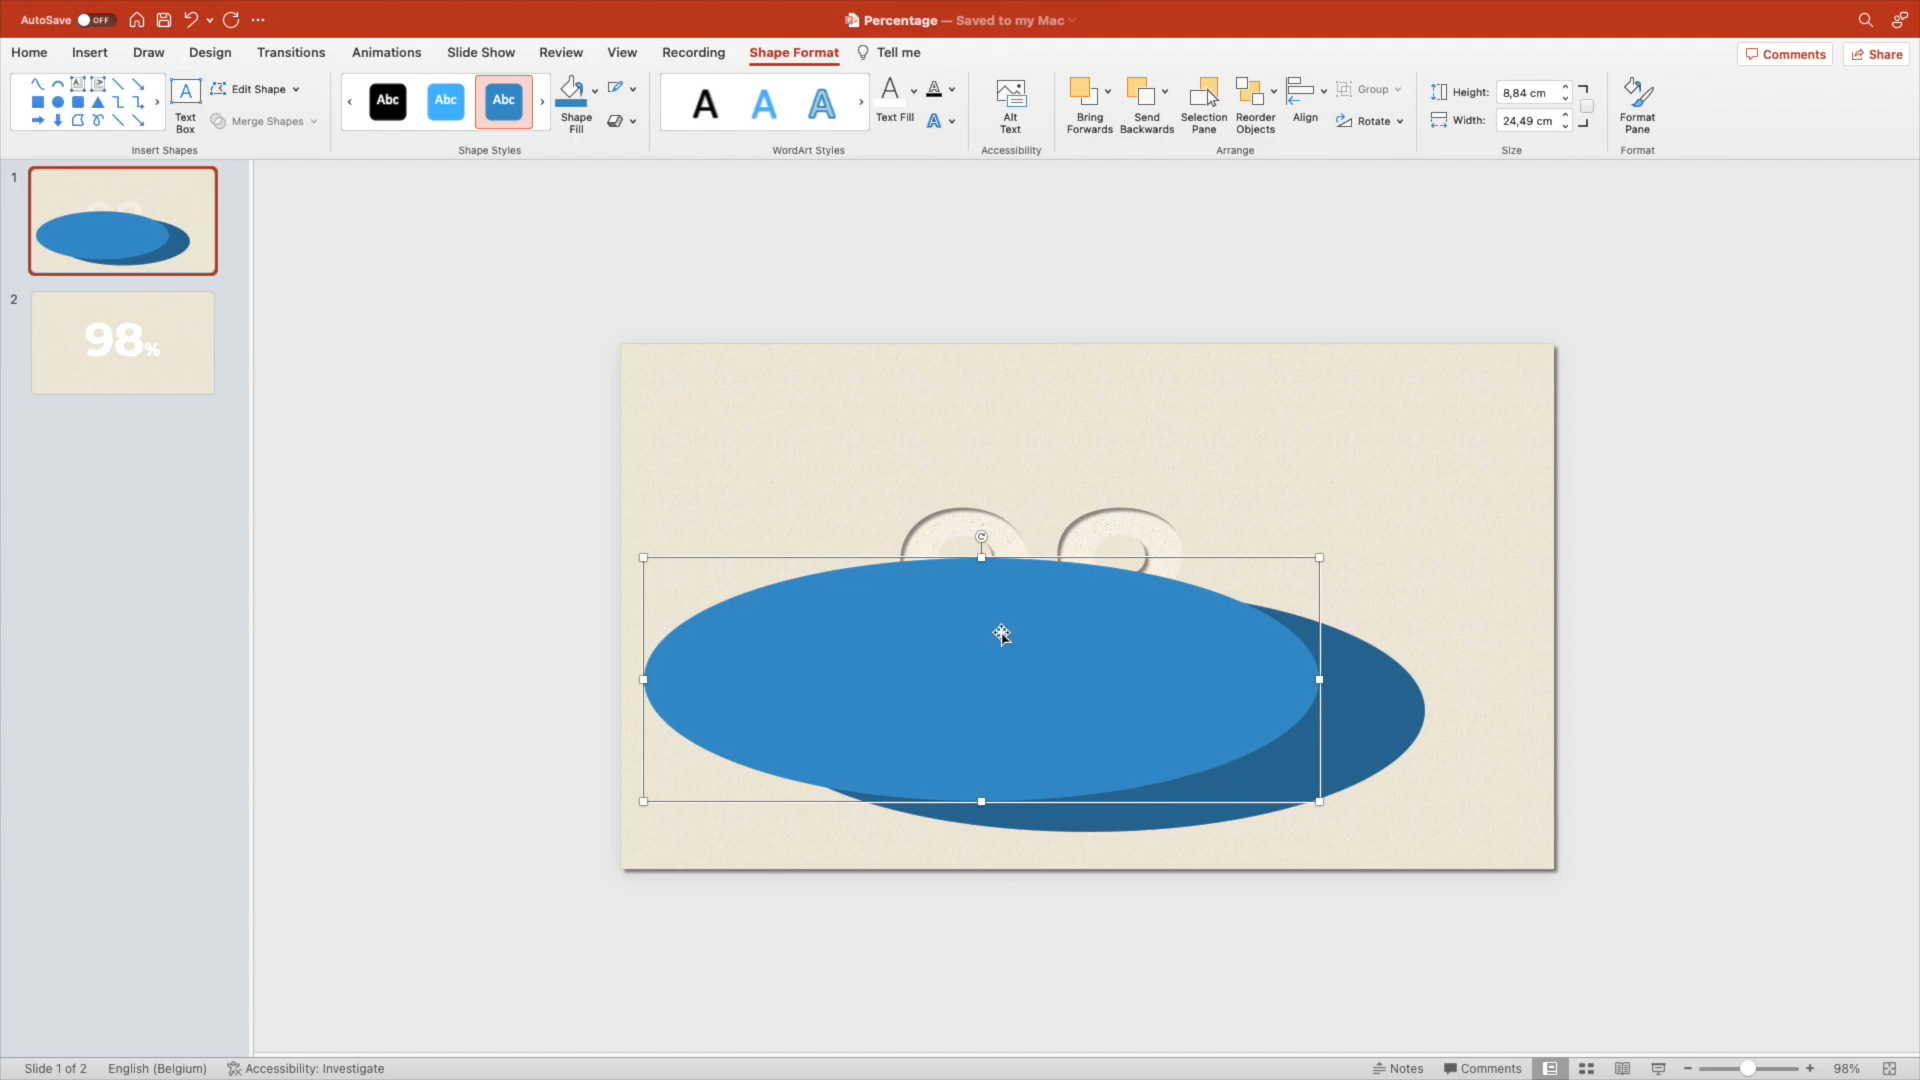 AutoSave OFF
Percentage — Saved to my Mac
Home Insert Draw Design Transitions Animations Slide Show Review View Recording Shape Format Tell me
Comments Share
Text Box
Edit Shape
Merge Shapes
Insert Shapes
Abc Abc Abc
Shape Fill
Shape Styles
A A A
Text Fill
WordArt Styles
Alt Text
Accessibility
Bring Forwards
Send Backwards
Selection Pane
Reorder Objects
Align
Group
Rotate
Arrange
Height: 8,84 cm
Width: 24,49 cm
Size
Format Pane
Format
1
2
98%
Slide 1 of 2 English (Belgium) Accessibility: Investigate
Notes Comments 98%